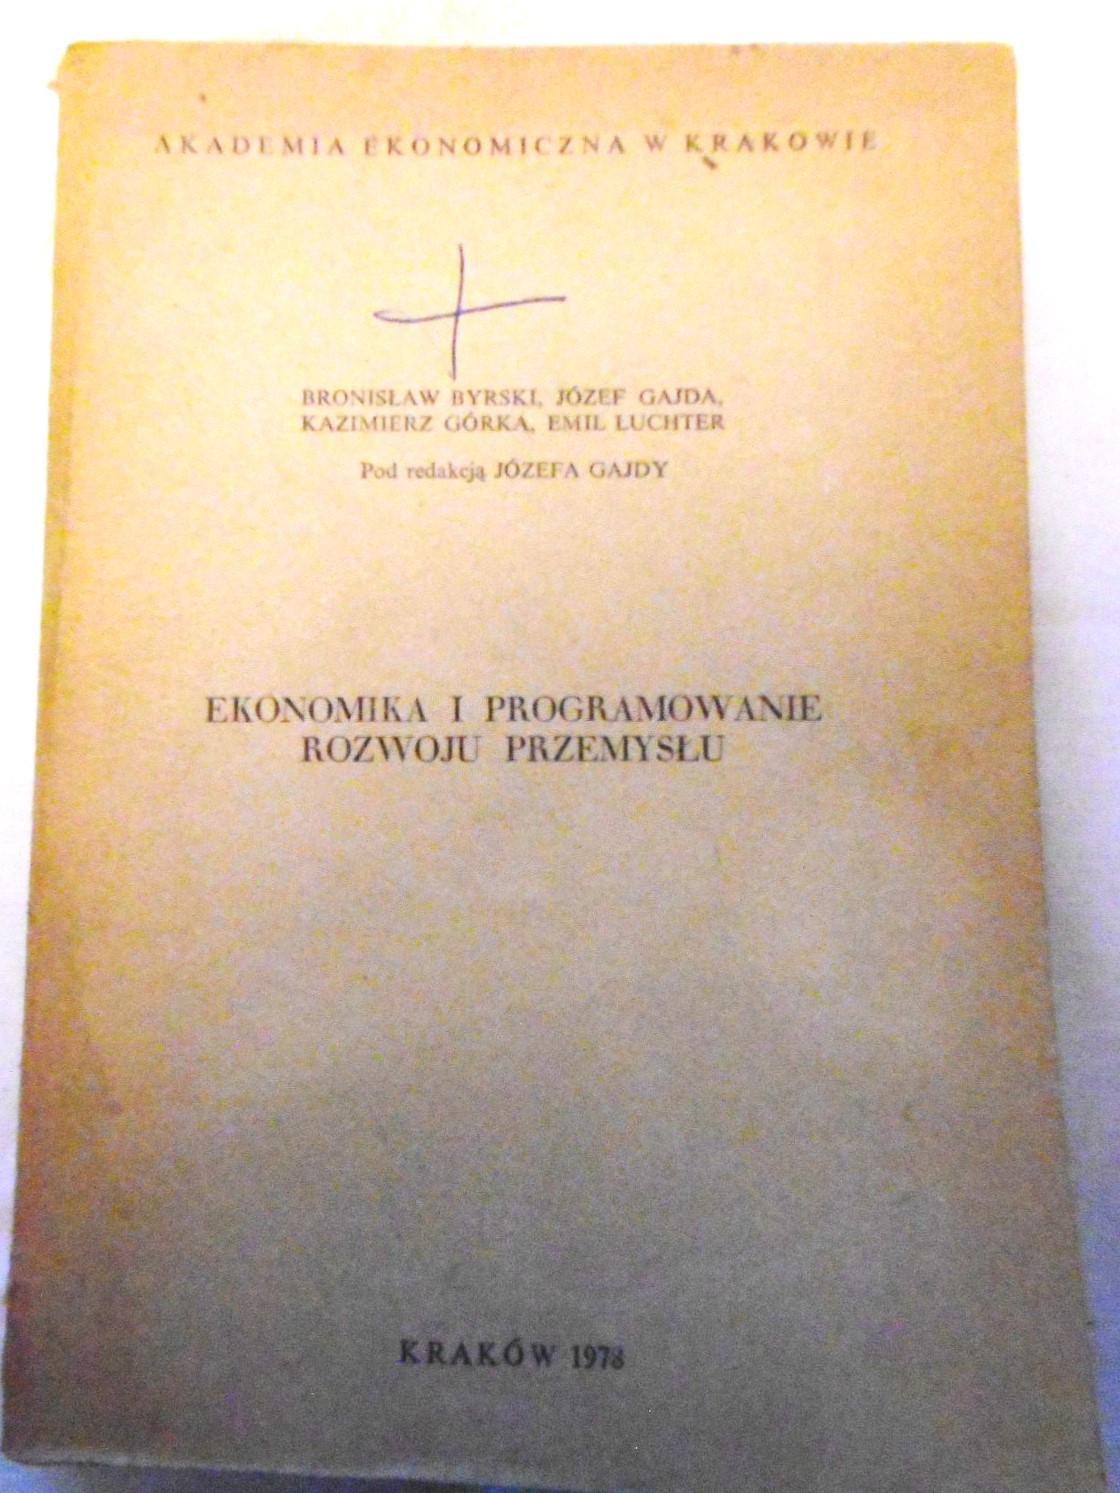 AKADEMIA EKONOMICZNA W KRAKOWIE
BRONISŁAW BYRSKI, JÓZEF GAJDA,
KAZIMIERZ GÓRKA, EMIL LUCHTER
Pod redakcją JÓZEFA GAJDY
EKONOMIKA I PROGRAMOWANIE
ROZWOJU PRZEMYSŁU
KRAKÓW 1978